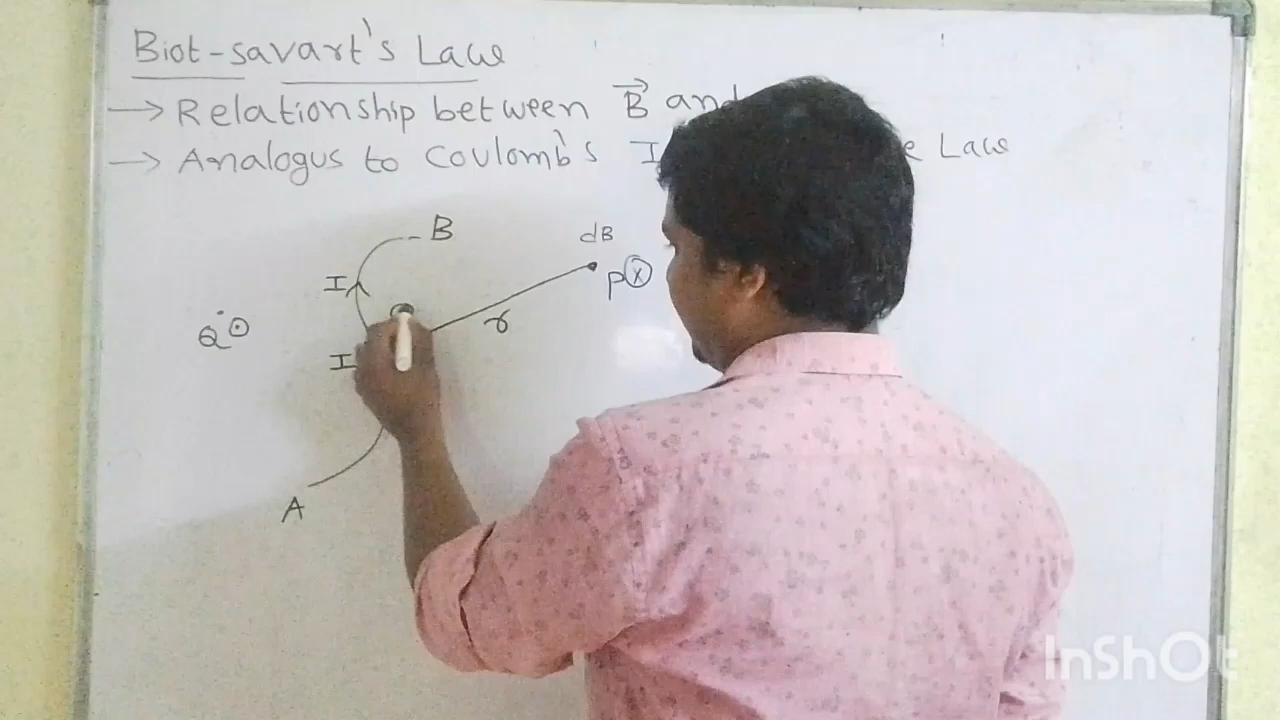 Biot-savart's Law
→ Relationship between B⃗ and
→ Analogus to Coulomb's I Law
B
dB
I
P ⓧ
Q ⊙
r
I
A
InShOt